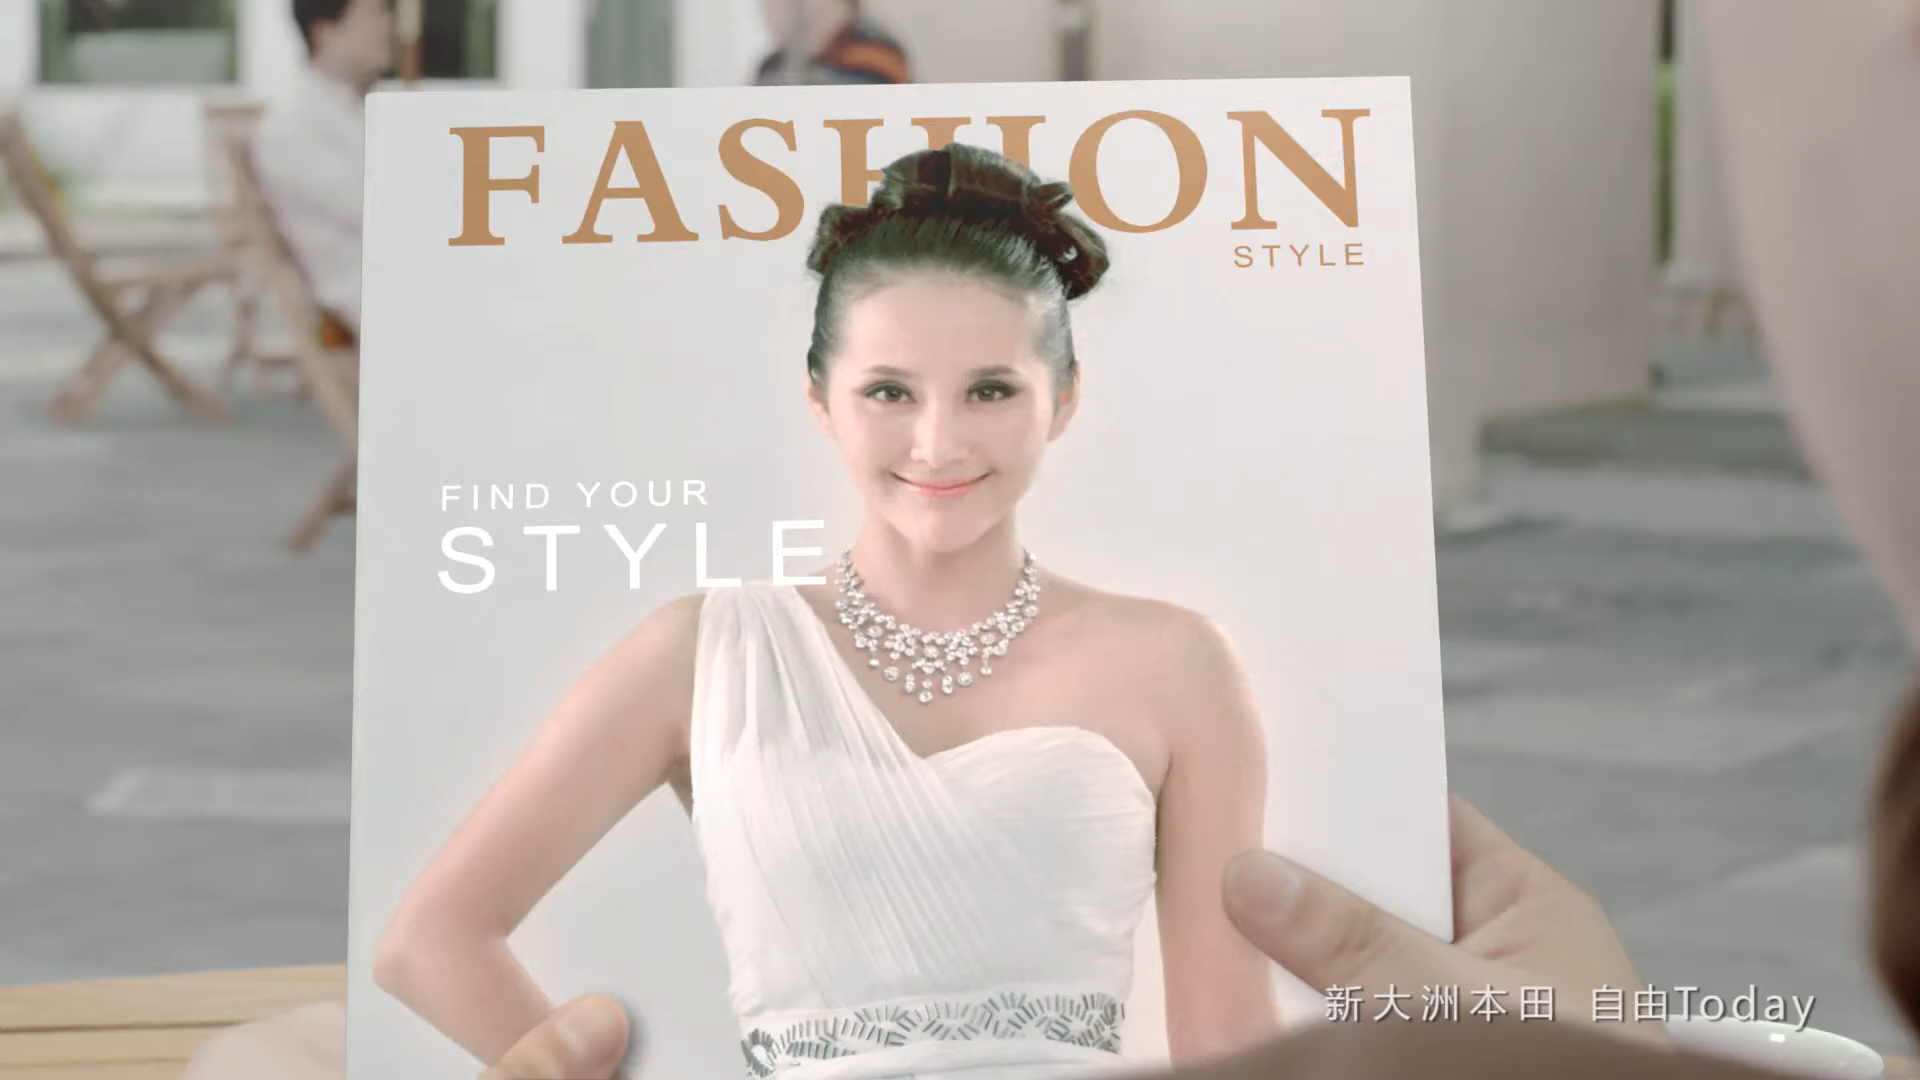 FASHION
STYLE
FIND YOUR
STYLE
新大洲本田 自由Today